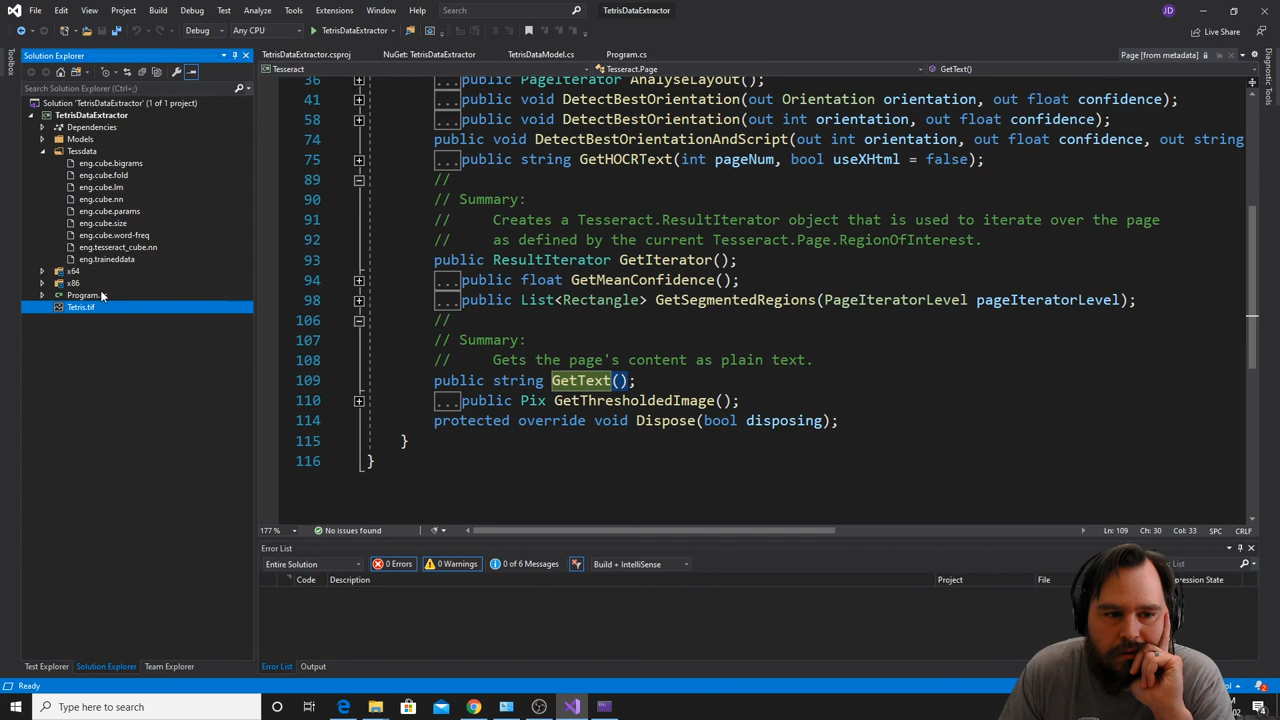 File Edit View Project Build Debug Test Analyze Tools Extensions Window Help Search TetrisDataExtractor JD
Debug Any CPU TetrisDataExtractor Live Share
Toolbox
Solution Explorer
Search Solution Explorer (Ctrl+;)
Solution 'TetrisDataExtractor' (1 of 1 project)
TetrisDataExtractor
Dependencies
Models
Tessdata
eng.cube.bigrams
eng.cube.fold
eng.cube.lm
eng.cube.nn
eng.cube.params
eng.cube.size
eng.cube.word-freq
eng.tesseract_cube.nn
eng.traineddata
x64
x86
Program.
Tetris.tif
Test Explorer Solution Explorer Team Explorer
TetrisDataExtractor.csproj NuGet: TetrisDataExtractor TetrisDataModel.cs Program.cs Page [from metadata]
Tesseract Tesseract.Page GetText()
Diagnostic Tools
36 ... public PageIterator AnalyseLayout();
41 ... public void DetectBestOrientation(out Orientation orientation, out float confidence);
58 ... public void DetectBestOrientation(out int orientation, out float confidence);
74 public void DetectBestOrientationAndScript(out int orientation, out float confidence, out string
75 ... public string GetHOCRText(int pageNum, bool useXHtml = false);
89 //
90 // Summary:
91 // Creates a Tesseract.ResultIterator object that is used to iterate over the page
92 // as defined by the current Tesseract.Page.RegionOfInterest.
93 public ResultIterator GetIterator();
94 ... public float GetMeanConfidence();
98 ... public List<Rectangle> GetSegmentedRegions(PageIteratorLevel pageIteratorLevel);
106 //
107 // Summary:
108 // Gets the page's content as plain text.
109 public string GetText();
110 ... public Pix GetThresholdedImage();
114 protected override void Dispose(bool disposing);
115 }
116 }
177 % No issues found Ln: 109 Ch: 30 Col: 33 SPC CRLF
Error List
Entire Solution 0 Errors 0 Warnings 0 of 6 Messages Build + IntelliSense
Code Description Project File
Error List Output
Ready
Type here to search